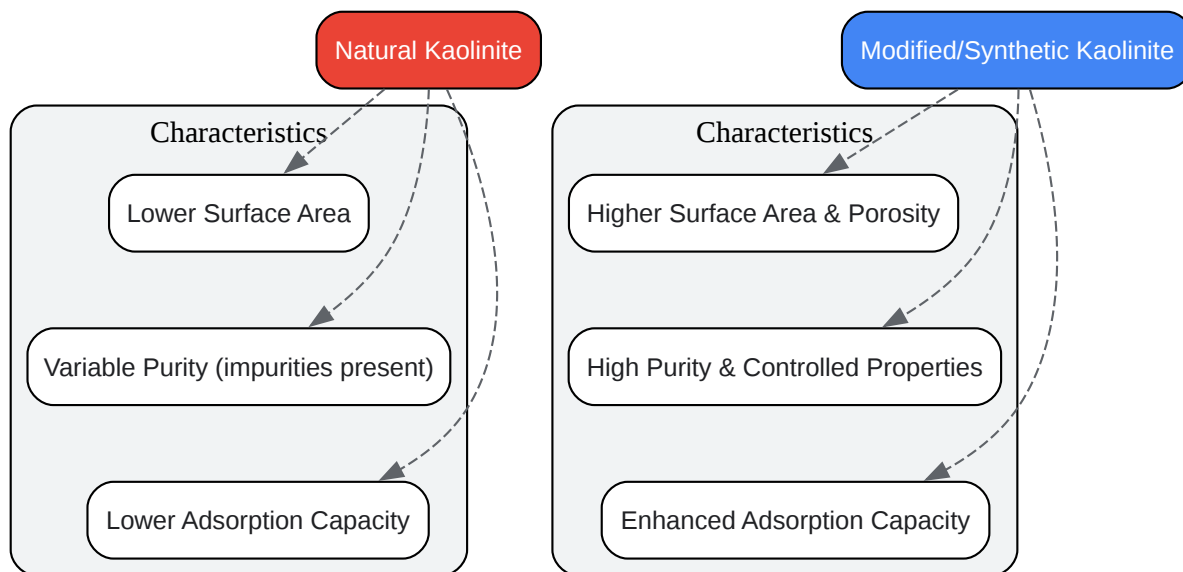 Natural Kaolinite
Modified/Synthetic Kaolinite
Characteristics
Lower Surface Area
Variable Purity (impurities present)
Lower Adsorption Capacity
Characteristics
Higher Surface Area & Porosity
High Purity & Controlled Properties
Enhanced Adsorption Capacity